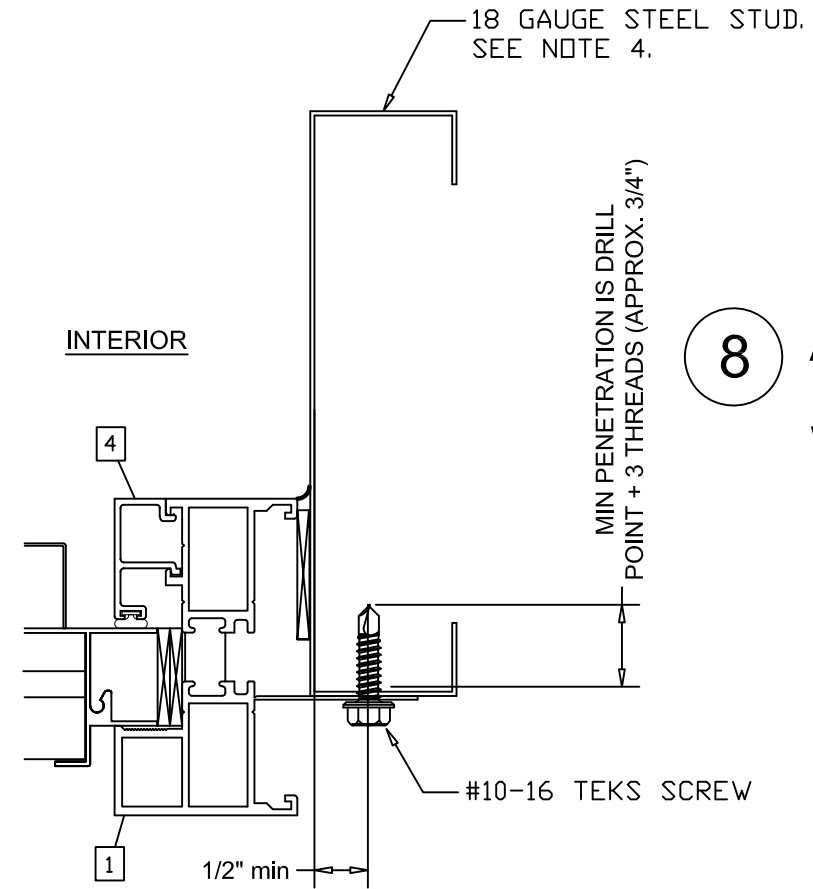 18 GAUGE STEEL STUD.
SEE NOTE 4.
MIN PENETRATION IS DRILL
POINT + 3 THREADS (APPROX. 3/4")
INTERIOR
8
4
#10-16 TEKS SCREW
1
1/2" min